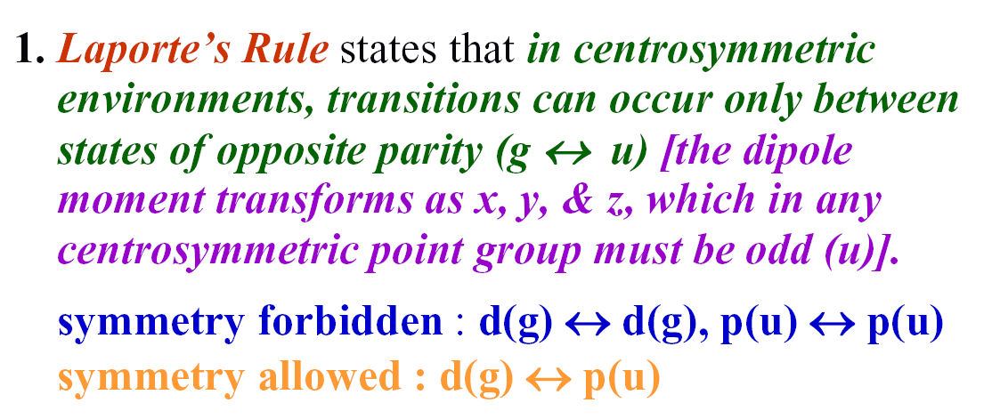 1. Laporte’s Rule states that in centrosymmetric
environments, transitions can occur only between
states of opposite parity (g ↔ u) [the dipole
moment transforms as x, y, & z, which in any
centrosymmetric point group must be odd (u)].
symmetry forbidden : d(g) ↔ d(g), p(u) ↔ p(u)
symmetry allowed : d(g) ↔ p(u)